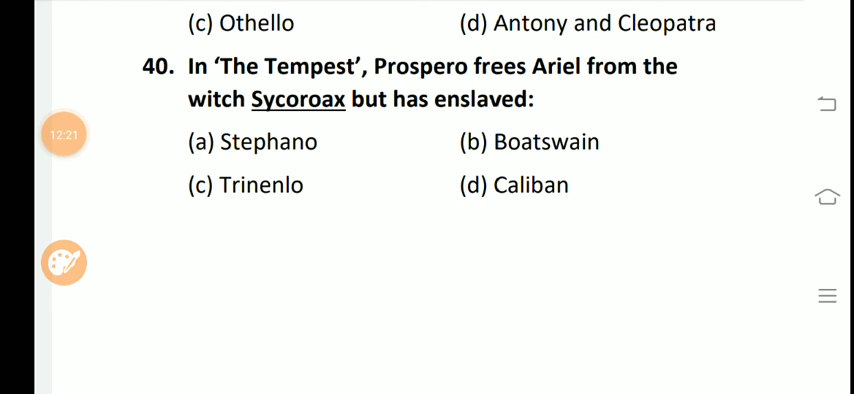 (c) Othello (d) Antony and Cleopatra
40. In ‘The Tempest’, Prospero frees Ariel from the
witch Sycoroax but has enslaved:
12:21
(a) Stephano (b) Boatswain
(c) Trinenlo (d) Caliban